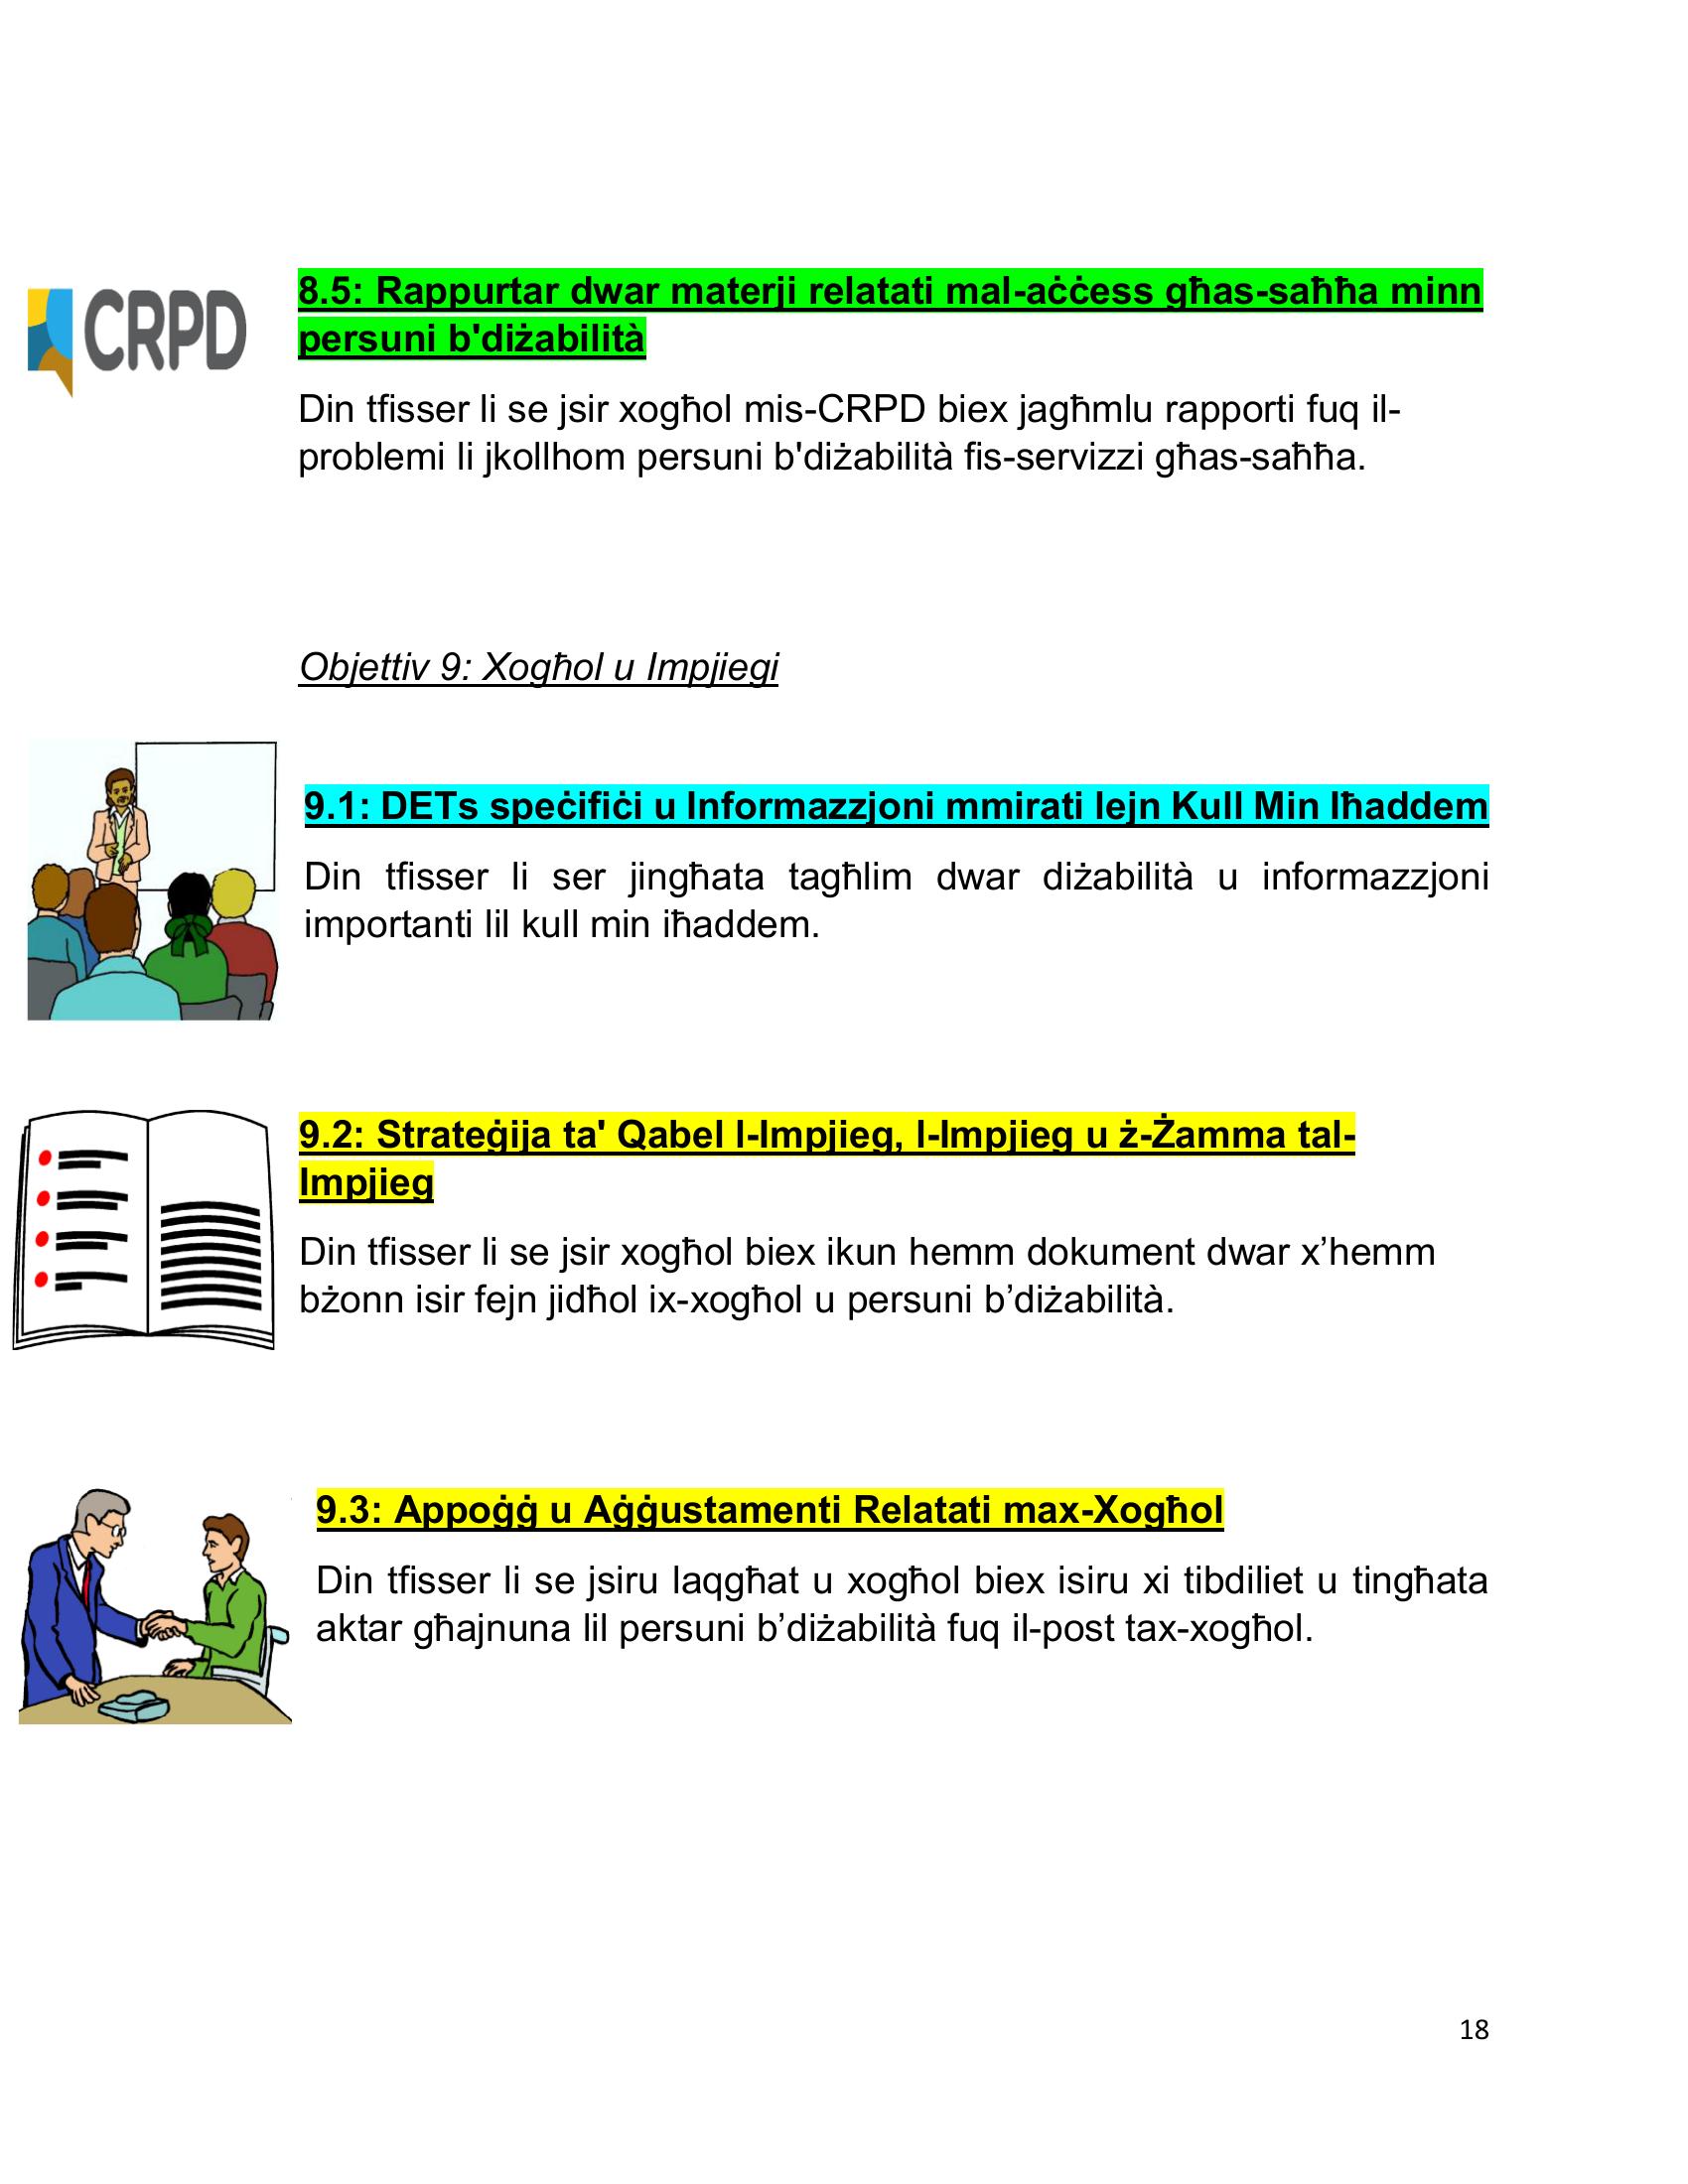 CRPD
8.5: Rappurtar dwar materji relatati mal-aċċess għas-saħħa minn
persuni b'diżabilità
Din tfisser li se jsir xogħol mis-CRPD biex jagħmlu rapporti fuq il-
problemi li jkollhom persuni b'diżabilità fis-servizzi għas-saħħa.
Objettiv 9: Xogħol u Impjiegi
9.1: DETs speċifiċi u Informazzjoni mmirati lejn Kull Min Iħaddem
Din tfisser li ser jingħata tagħlim dwar diżabilità u informazzjoni
importanti lil kull min iħaddem.
9.2: Strateġija ta' Qabel l-Impjieg, l-Impjieg u ż-Żamma tal-
Impjieg
Din tfisser li se jsir xogħol biex ikun hemm dokument dwar x’hemm
bżonn isir fejn jidħol ix-xogħol u persuni b’diżabilità.
9.3: Appoġġ u Aġġustamenti Relatati max-Xogħol
Din tfisser li se jsiru laqgħat u xogħol biex isiru xi tibdiliet u tingħata
aktar għajnuna lil persuni b’diżabilità fuq il-post tax-xogħol.
18